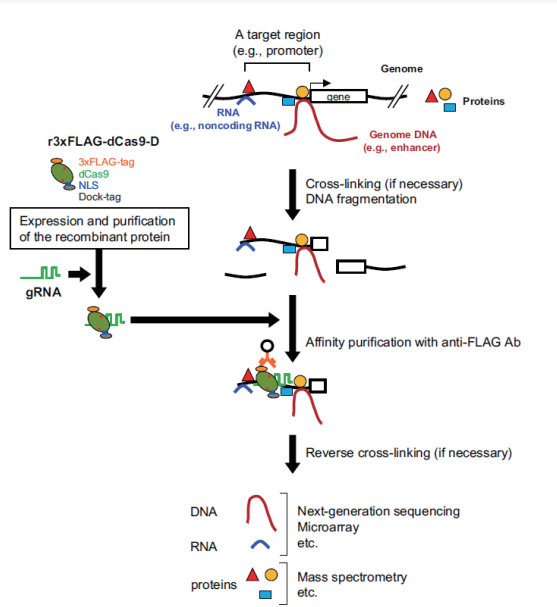 A target region
(e.g., promoter)
Genome
gene
Proteins
RNA
(e.g., noncoding RNA)
Genome DNA
(e.g., enhancer)
r3xFLAG-dCas9-D
3xFLAG-tag
dCas9
NLS
Dock-tag
Cross-linking (if necessary)
DNA fragmentation
Expression and purification
of the recombinant protein
gRNA
Affinity purification with anti-FLAG Ab
Reverse cross-linking (if necessary)
DNA
RNA
Next-generation sequencing
Microarray
etc.
proteins
Mass spectrometry
etc.